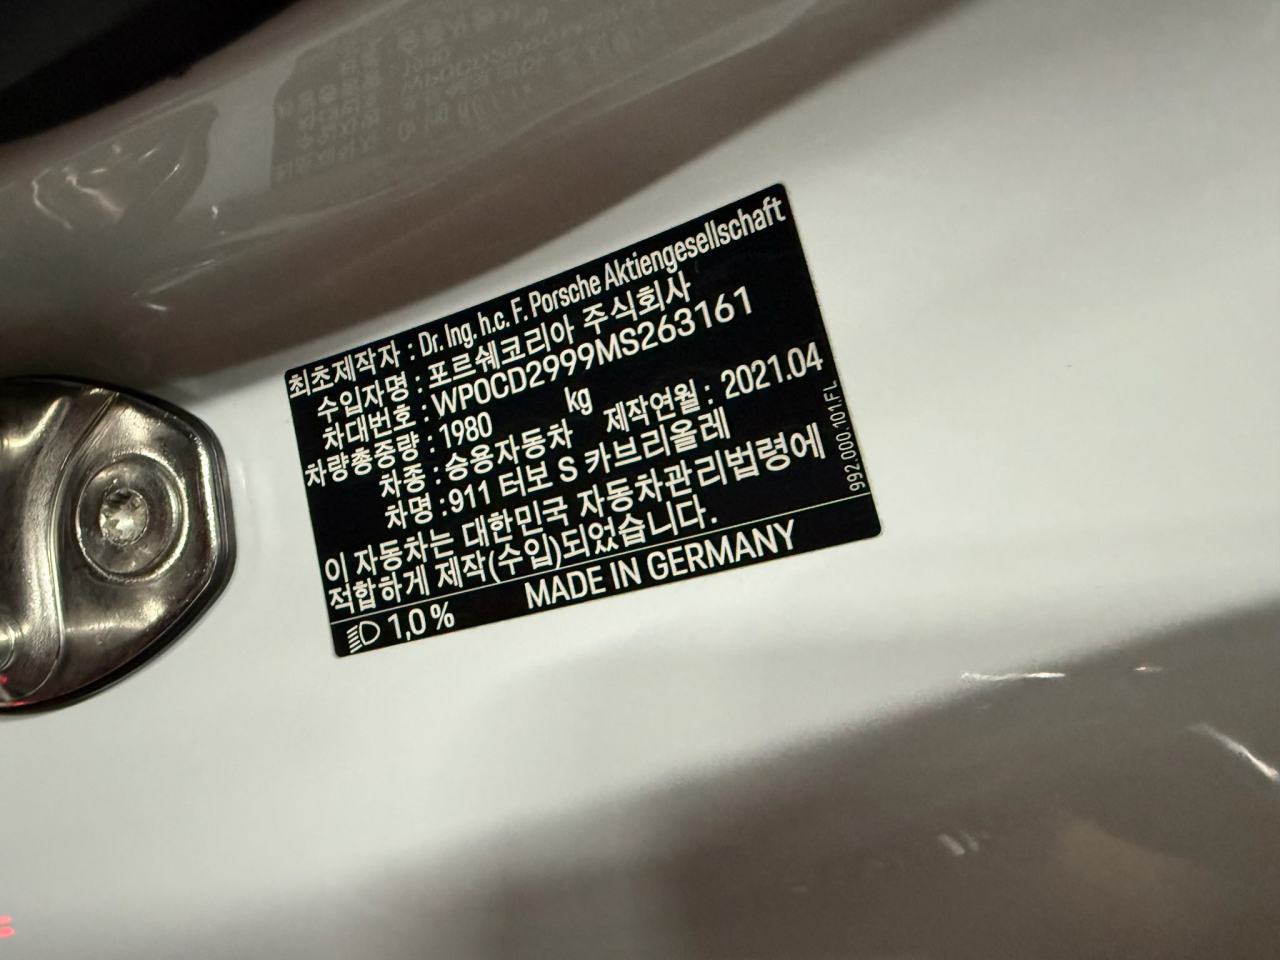 최초제작자 : Dr. Ing. h.c. F. Porsche Aktiengesellschaft
수입자명 : 포르쉐코리아 주식회사
차대번호 : WP0CD2999MS263161
차량총중량 : 1980 kg
차종 : 승용자동차 제작연월 : 2021.04
차명 : 911 터보 S 카브리올레
이 자동차는 대한민국 자동차관리법령에
적합하게 제작(수입)되었습니다.
1,0% MADE IN GERMANY
992.000.101.FL